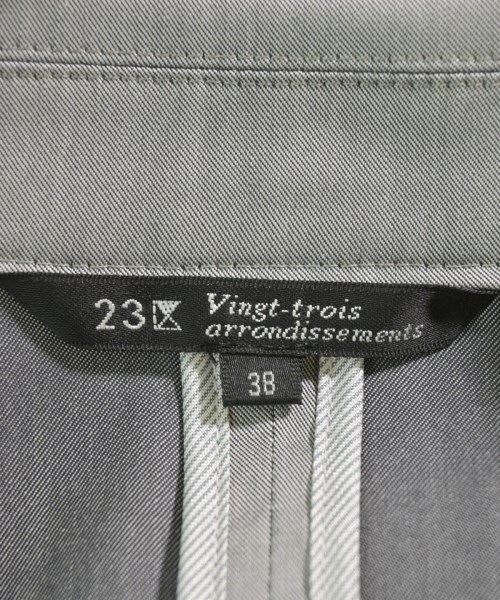 23区 Vingt-trois
arrondissements
38